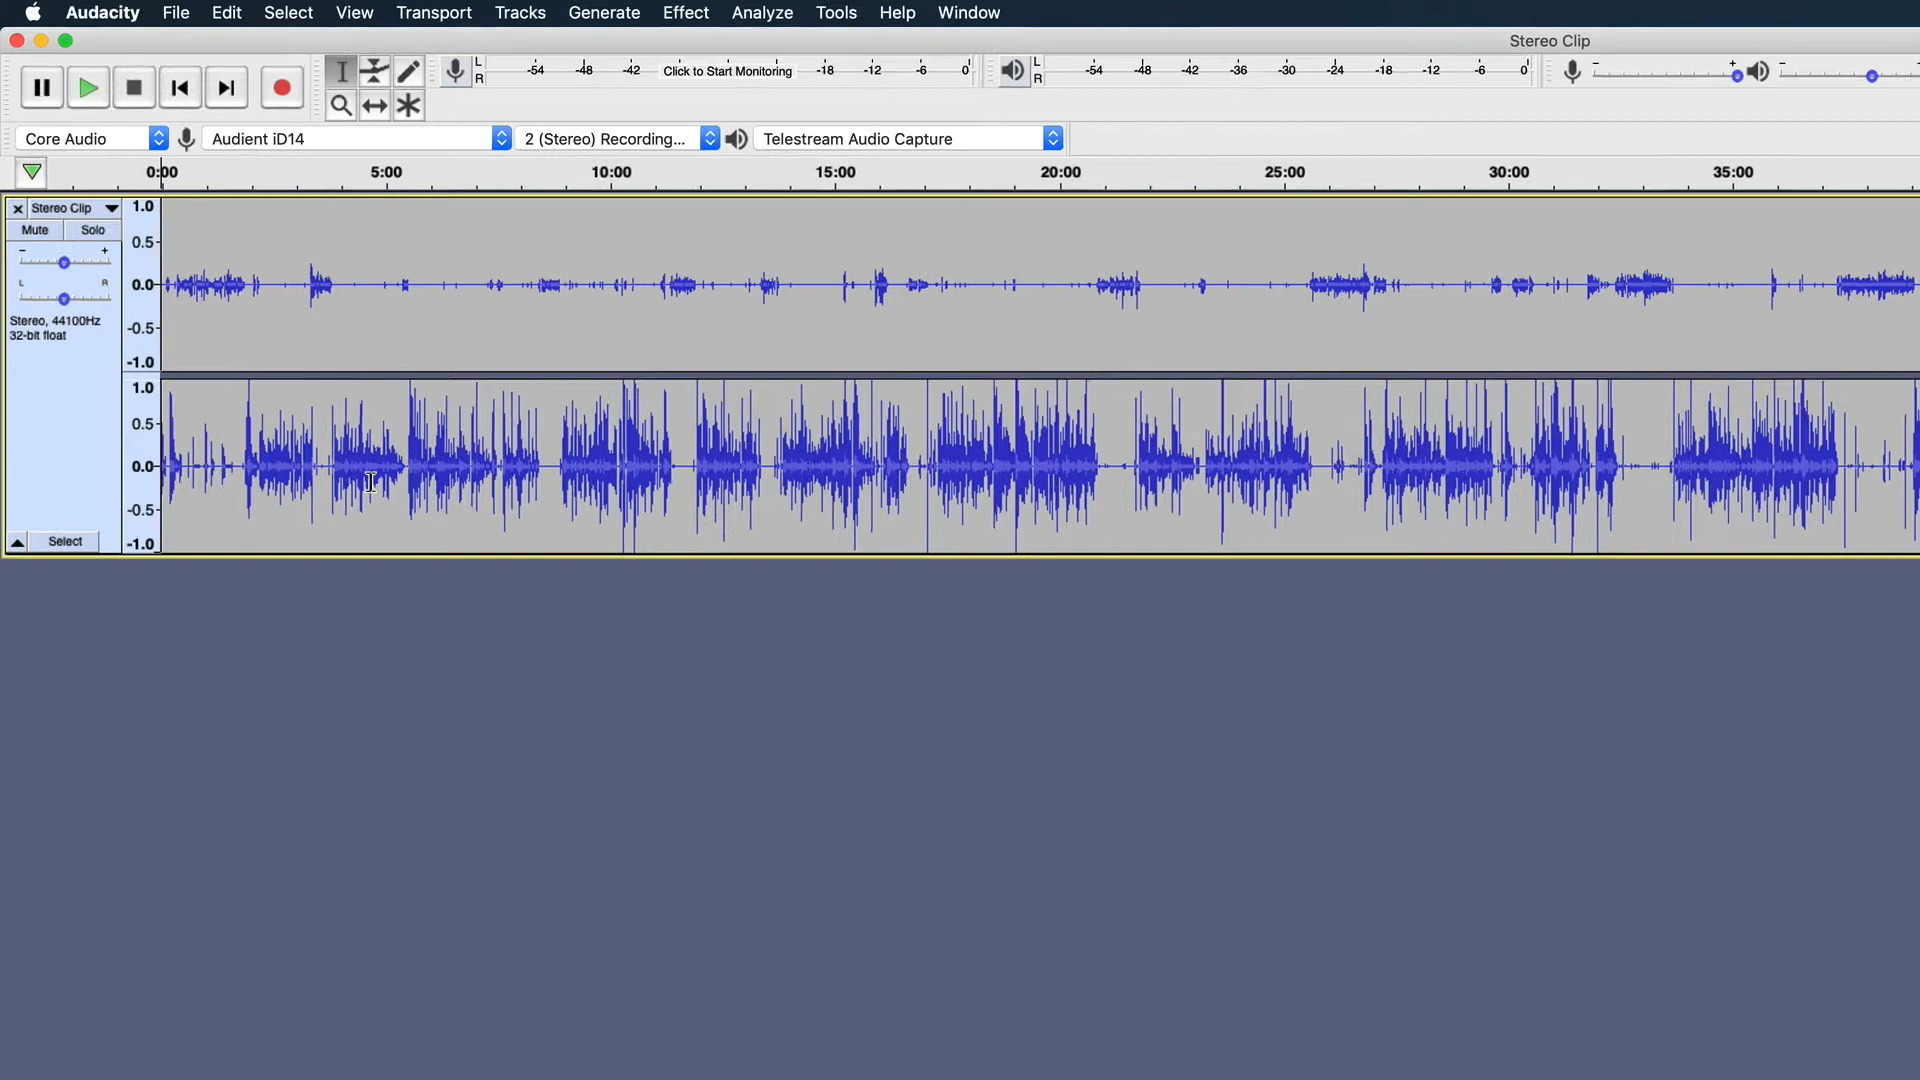 Audacity File Edit Select View Transport Tracks Generate Effect Analyze Tools Help Window
Stereo Clip
L -54 -48 -42 Click to Start Monitoring -18 -12 -6 0 L -54 -48 -42 -36 -30 -24 -18 -12 -6 0 - + -
R R
Core Audio Audient iD14 2 (Stereo) Recording... Telestream Audio Capture
0:00 5:00 10:00 15:00 20:00 25:00 30:00 35:00
× Stereo Clip 1.0
Mute Solo
0.5
- +
L R 0.0
Stereo, 44100Hz
-0.5
32-bit float
-1.0
1.0
0.5
0.0
-0.5
Select -1.0